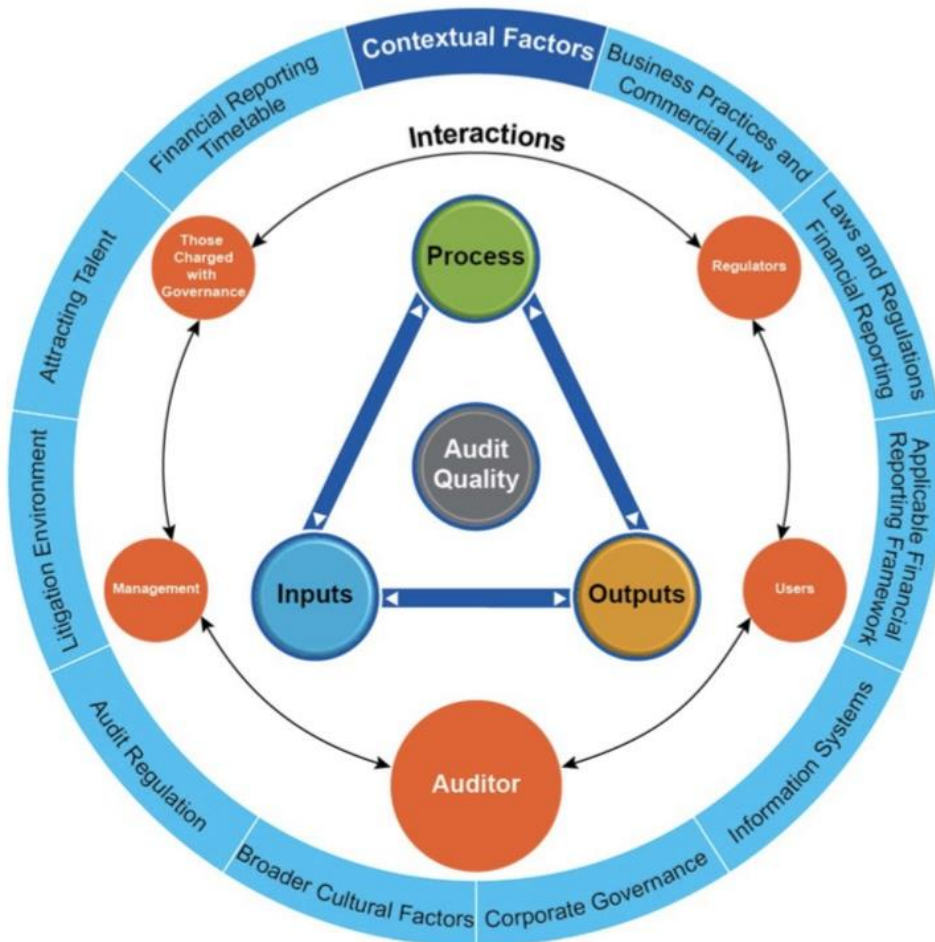 Contextual Factors
Business Practices and
Commercial Law
Laws and Regulations
Financial Reporting
Applicable Financial
Reporting Framework
Information Systems
Corporate Governance
Broader Cultural Factors
Audit Regulation
Litigation Environment
Attracting Talent
Financial Reporting
Timetable
Interactions
Those
Charged
with
Governance
Regulators
Process
Audit
Quality
Management
Inputs
Outputs
Users
Auditor